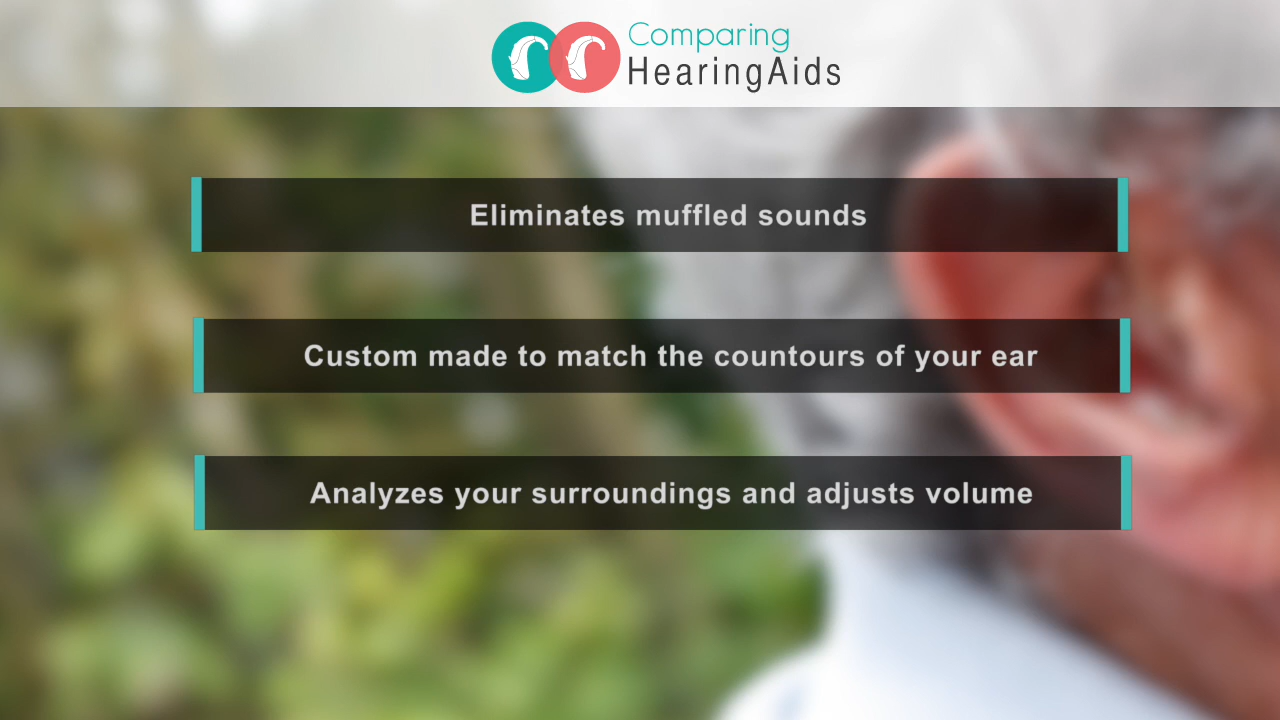 Comparing
HearingAids
Eliminates muffled sounds
Custom made to match the countours of your ear
Analyzes your surroundings and adjusts volume